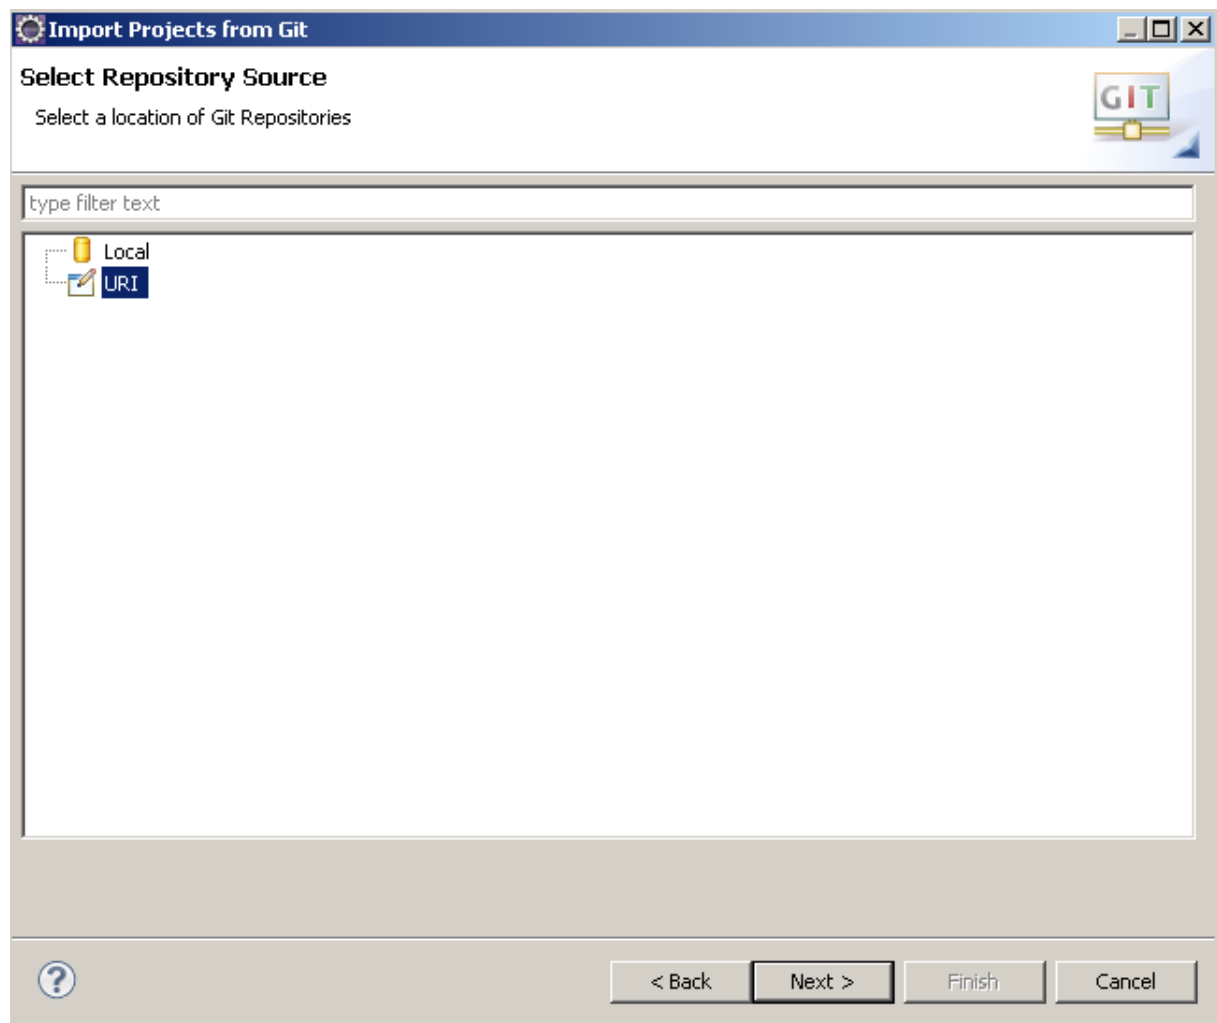 Import Projects from Git
Select Repository Source
Select a location of Git Repositories
GIT
type filter text
Local
URI
?
< Back Next > Finish Cancel